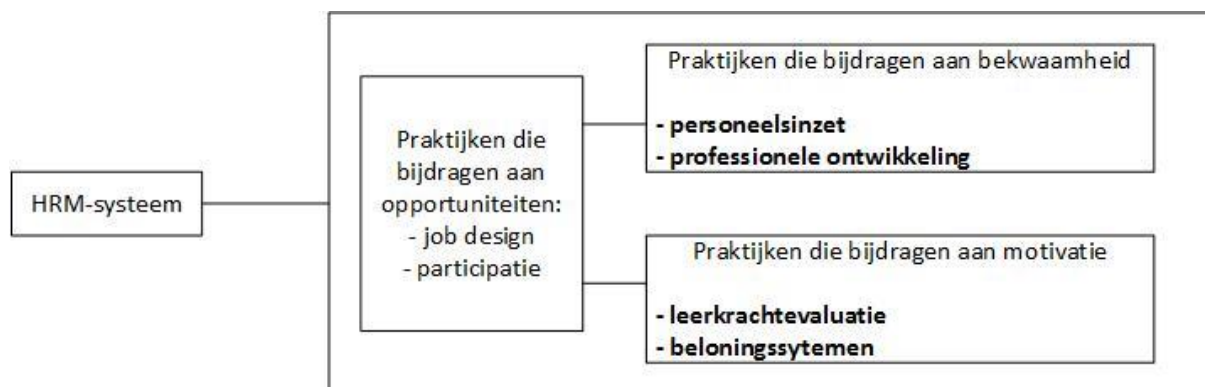 HRM-systeem
Praktijken die
bijdragen aan
opportuniteiten:
- job design
- participatie
Praktijken die bijdragen aan bekwaamheid
- personeelsinzet
- professionele ontwikkeling
Praktijken die bijdragen aan motivatie
- leerkrachtevaluatie
- beloningssytemen